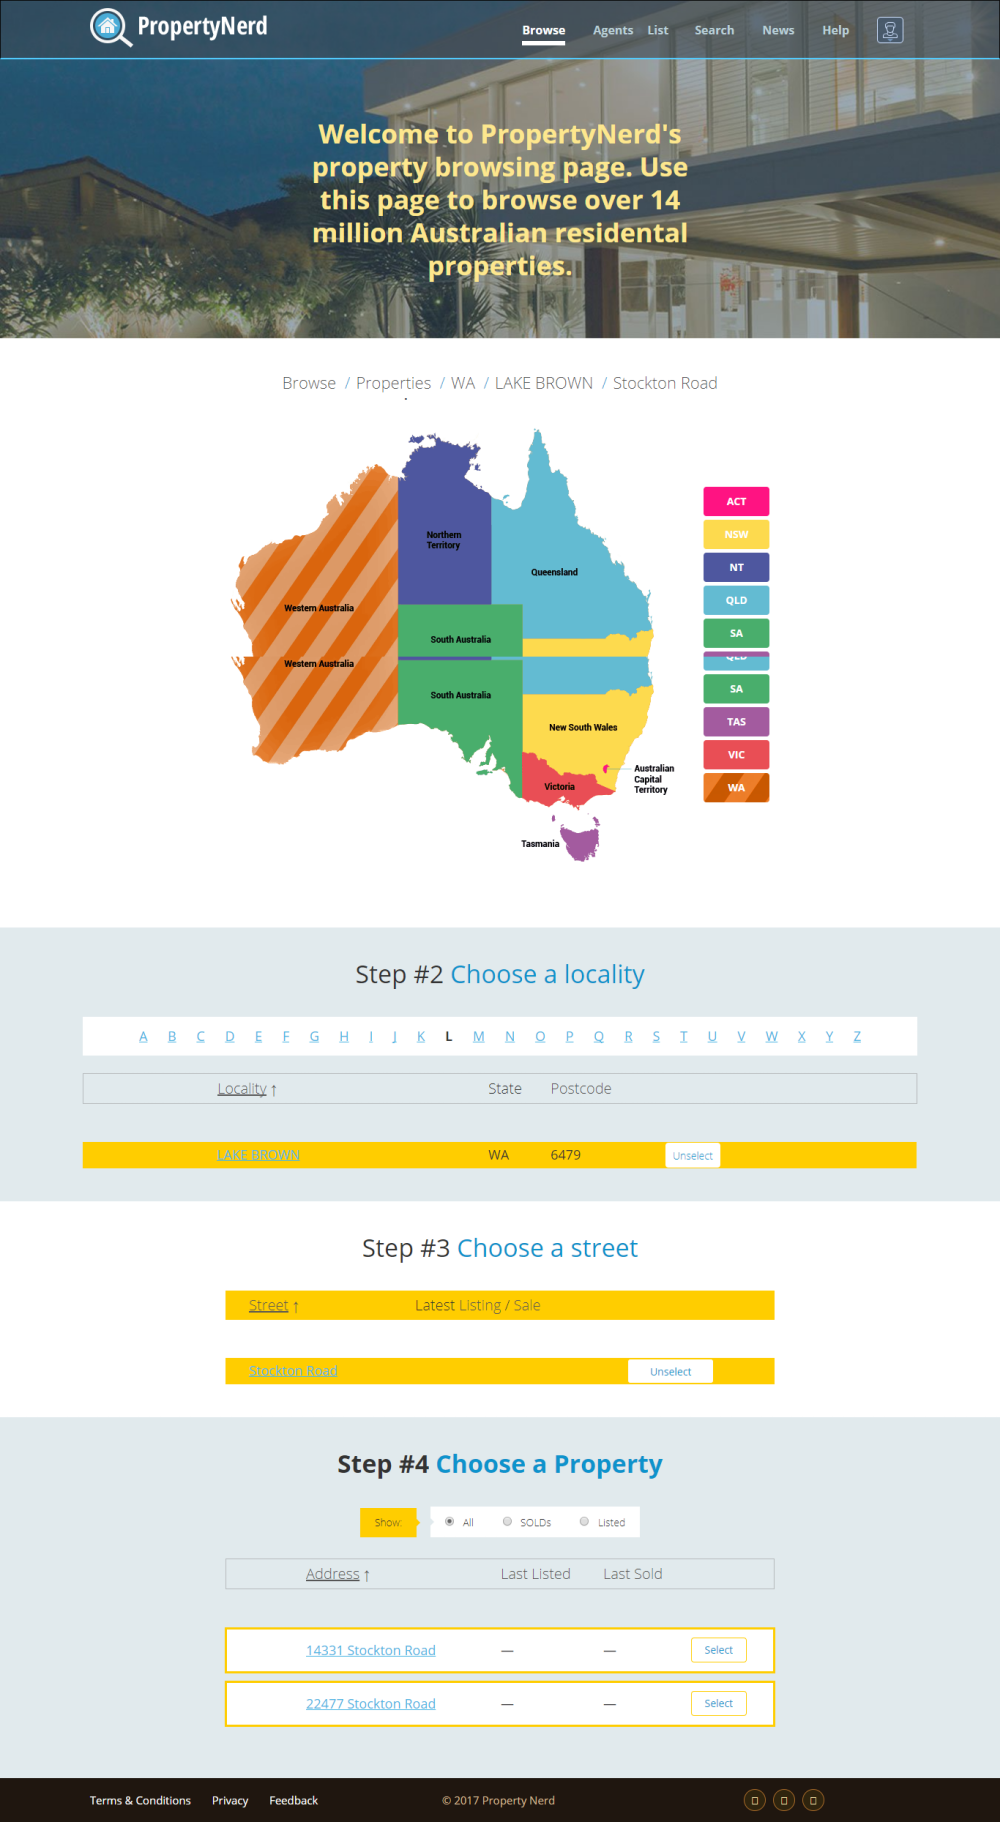 PropertyNerd
Browse Agents List Search News Help
Welcome to PropertyNerd's
property browsing page. Use
this page to browse over 14
million Australian residental
properties.
Browse / Properties / WA / LAKE BROWN / Stockton Road
Northern
Territory
Queensland
Western Australia
South Australia
ACT
NSW
NT
QLD
SA
QLD
Western Australia
South Australia
New South Wales
Victoria
Australian
Capital
Territory
Tasmania
SA
TAS
VIC
WA
Step #2 Choose a locality
A B C D E F G H I J K L M N O P Q R S T U V W X Y Z
Locality ↑ State Postcode
LAKE BROWN WA 6479 Unselect
Step #3 Choose a street
Street ↑ Latest Listing / Sale
Stockton Road Unselect
Step #4 Choose a Property
Show: All SOLDs Listed
Address ↑ Last Listed Last Sold
14331 Stockton Road — — Select
22477 Stockton Road — — Select
Terms & Conditions Privacy Feedback © 2017 Property Nerd